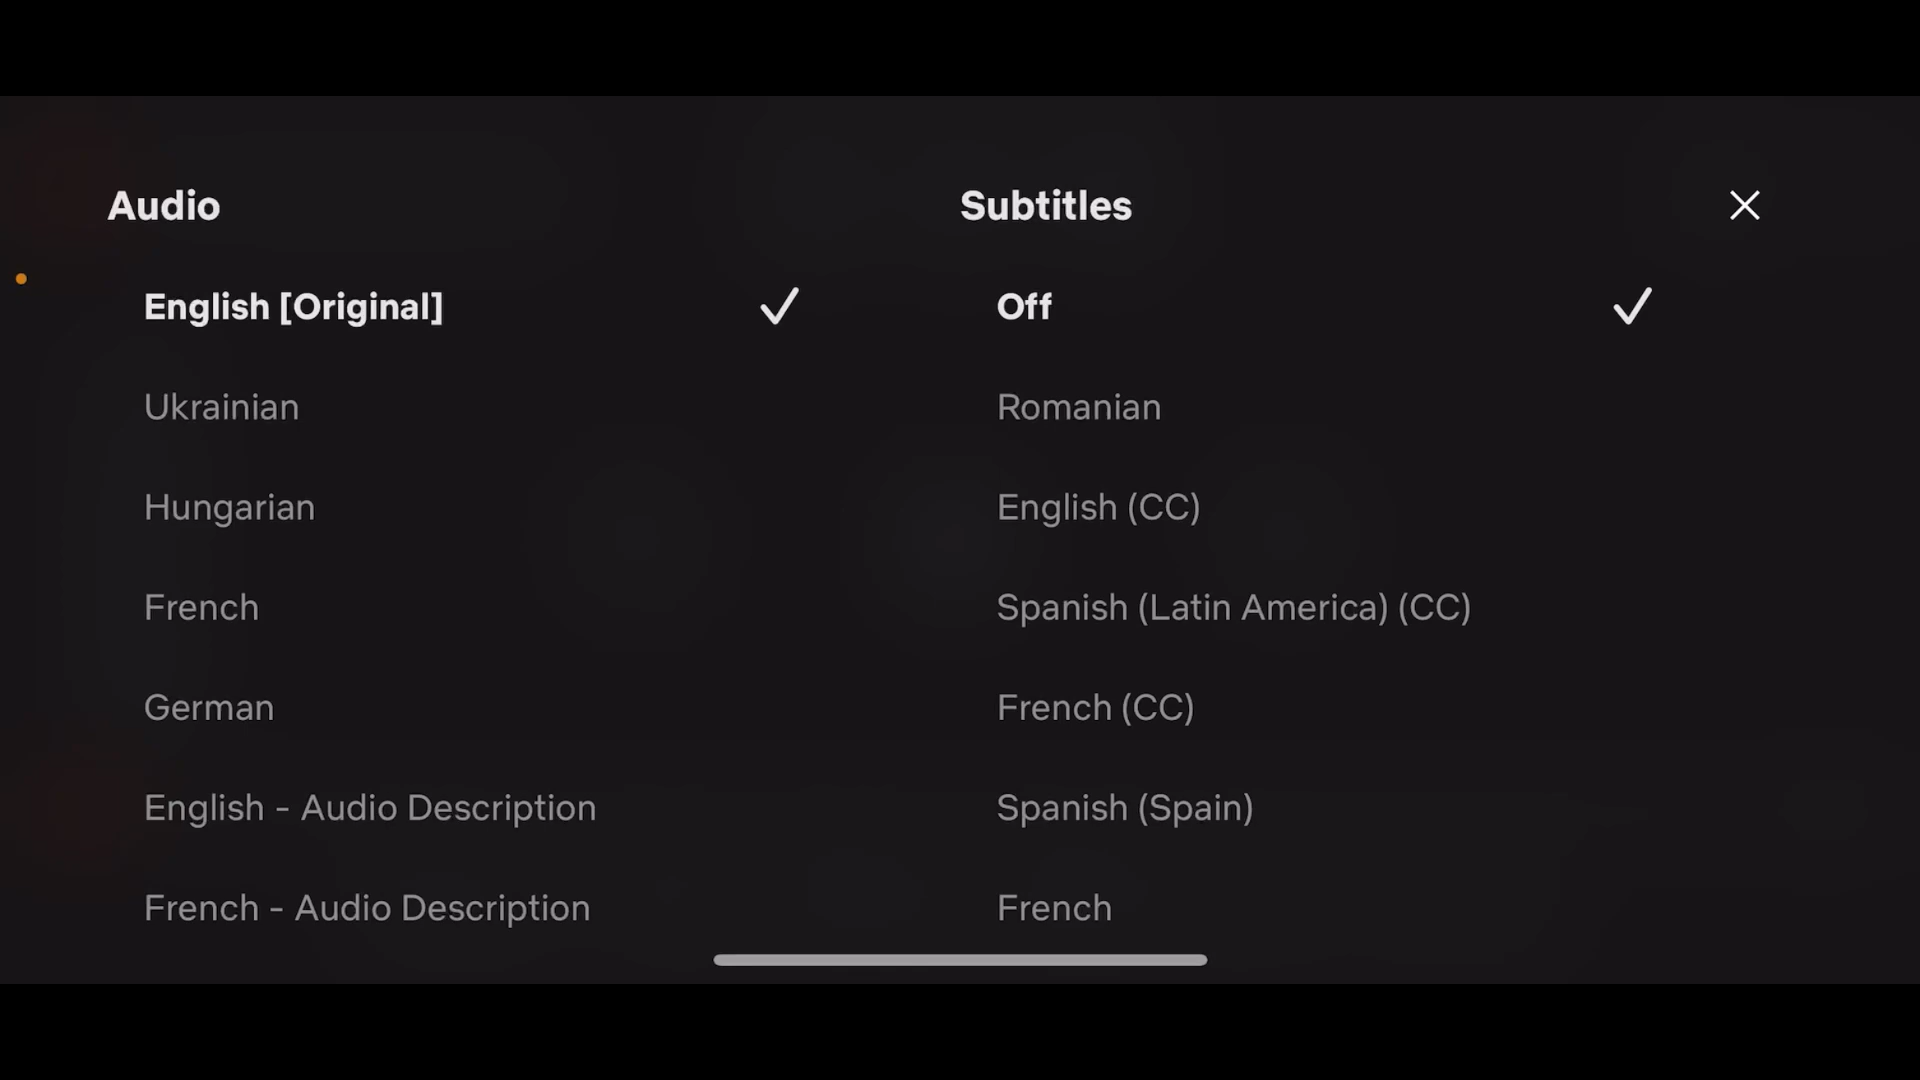 Audio
English [Original]
Ukrainian
Hungarian
French
German
English - Audio Description
French - Audio Description
Subtitles
Off
Romanian
English (CC)
Spanish (Latin America) (CC)
French (CC)
Spanish (Spain)
French